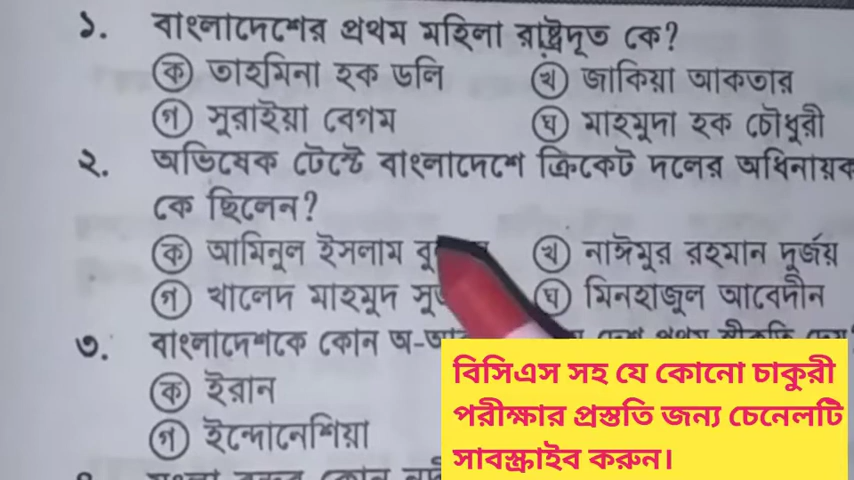 ১. বাংলাদেশের প্রথম মহিলা রাষ্ট্রদূত কে?
ক তাহমিনা হক ডলি খ জাকিয়া আকতার
গ সুরাইয়া বেগম ঘ মাহমুদা হক চৌধুরী
২. অভিষেক টেস্টে বাংলাদেশে ক্রিকেট দলের অধিনায়ক
কে ছিলেন?
ক আমিনুল ইসলাম খ নাঈমুর রহমান দুর্জয়
গ খালেদ মাহমুদ ঘ মিনহাজুল আবেদীন
৩. বাংলাদেশকে কোন
ক ইরান
গ ইন্দোনেশিয়া
বিসিএস সহ যে কোনো চাকুরী
পরীক্ষার প্রস্ততি জন্য চেনেলটি
সাবস্ক্রাইব করুন।